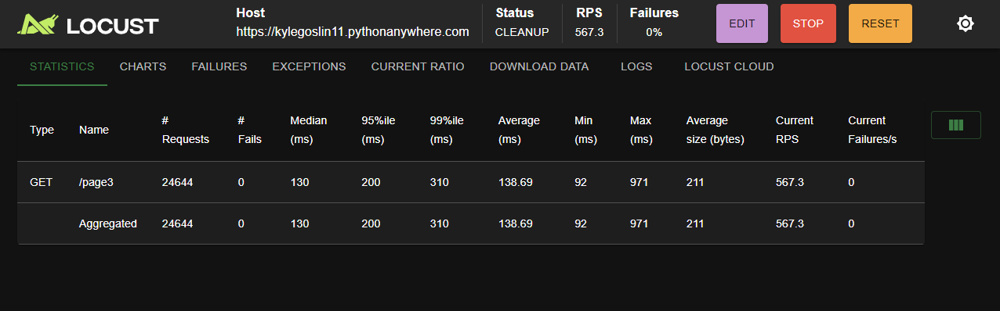 LOCUST
Host
https://kylegoslin11.pythonanywhere.com
Status
CLEANUP
RPS
567.3
Failures
0%
EDIT
STOP
RESET
STATISTICS CHARTS FAILURES EXCEPTIONS CURRENT RATIO DOWNLOAD DATA LOGS LOCUST CLOUD
Type Name # Requests # Fails Median (ms) 95%ile (ms) 99%ile (ms) Average (ms) Min (ms) Max (ms) Average size (bytes) Current RPS Current Failures/s
GET /page3 24644 0 130 200 310 138.69 92 971 211 567.3 0
Aggregated 24644 0 130 200 310 138.69 92 971 211 567.3 0